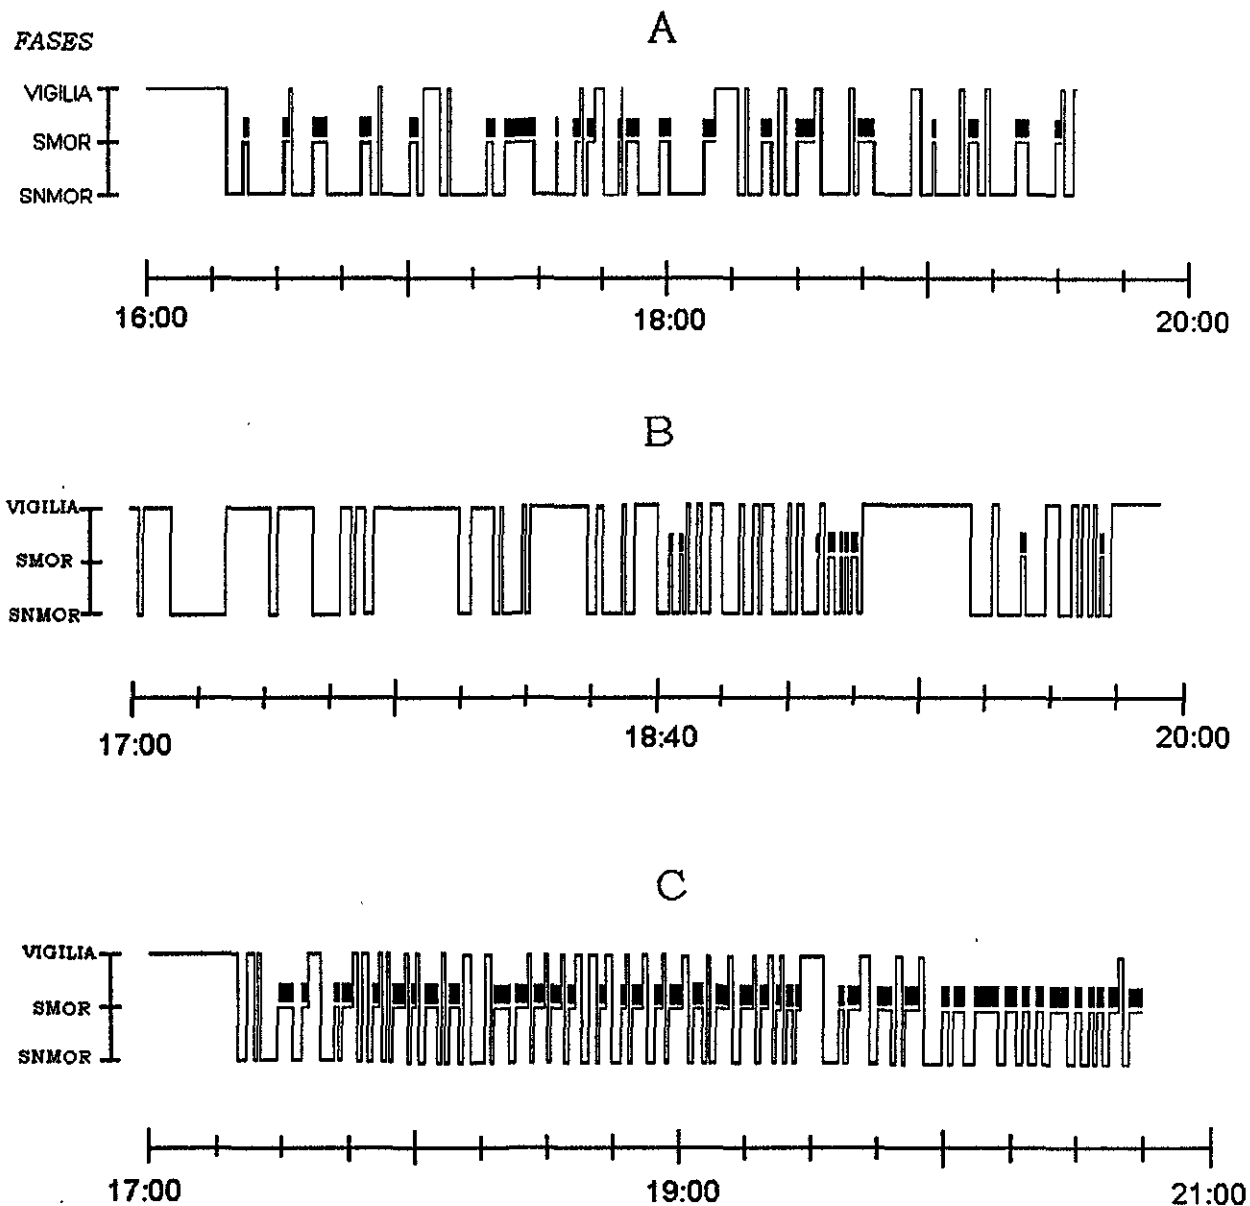 A
FASES
VIGILIA
SMOR
SNMOR
16:00 18:00 20:00
B
VIGILIA
SMOR
SNMOR
17:00 18:40 20:00
C
VIGILIA
SMOR
SNMOR
17:00 19:00 21:00